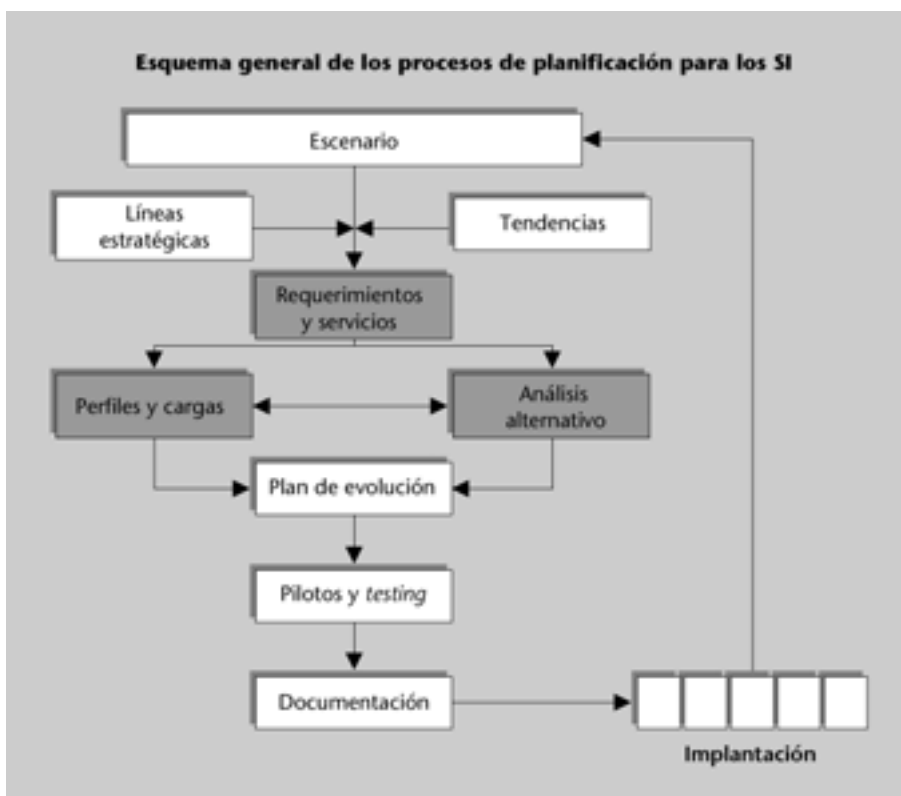 Esquema general de los procesos de planificación para los SI
Escenario
Líneas
estratégicas
Tendencias
Requerimientos
y servicios
Perfiles y cargas
Análisis
alternativo
Plan de evolución
Pilotos y testing
Documentación
Implantación